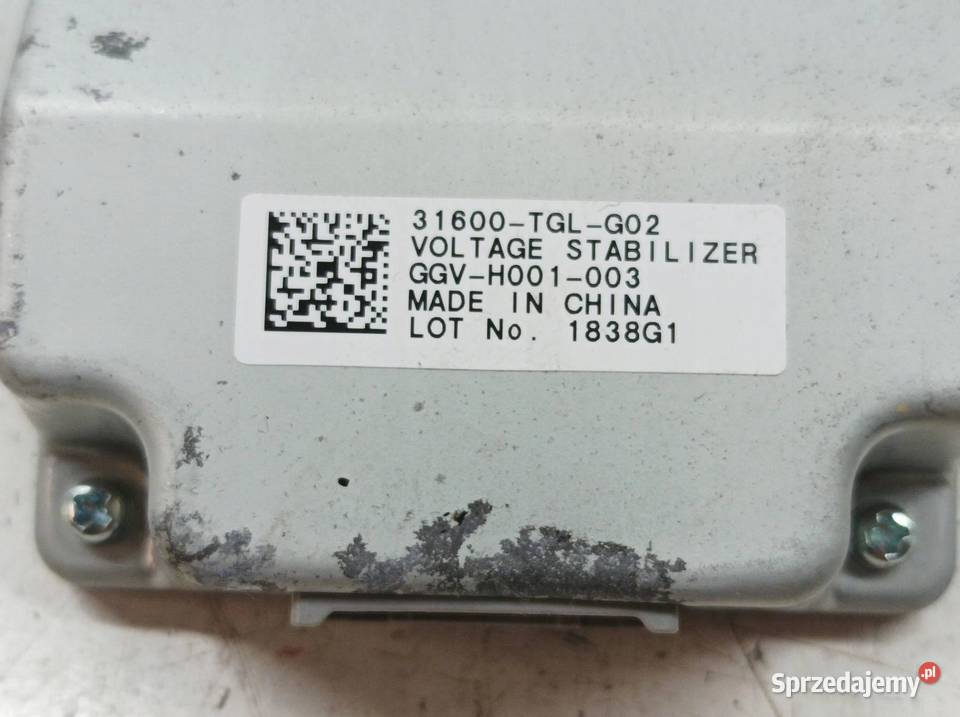 31600-TGL-G02
VOLTAGE STABILIZER
GGV-H001-003
MADE IN CHINA
LOT No. 1838G1
Sprzedajemy.pl